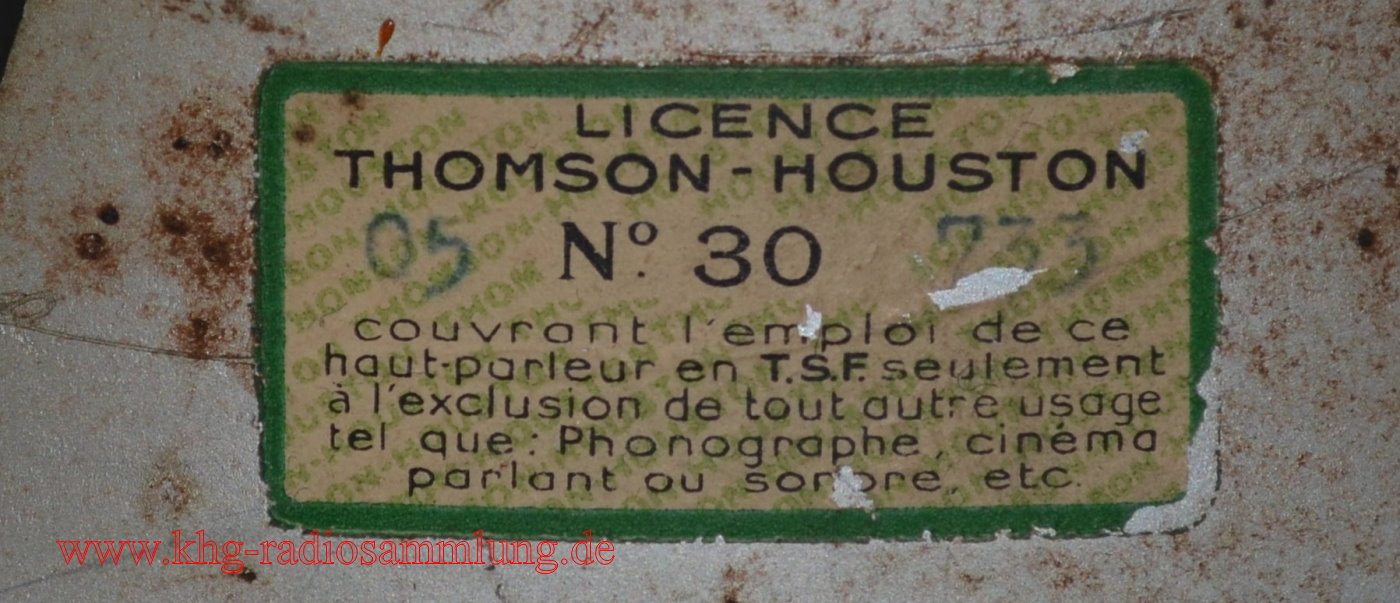 LICENCE
THOMSON-HOUSTON
05 Nº. 30
couvrant l'emploi de ce
haut-parleur en T.S.F. seulement
à l'exclusion de tout autre usage
tel que : Phonographe, cinéma
parlant ou sonore, etc.
www.khg-radiosammlung.de